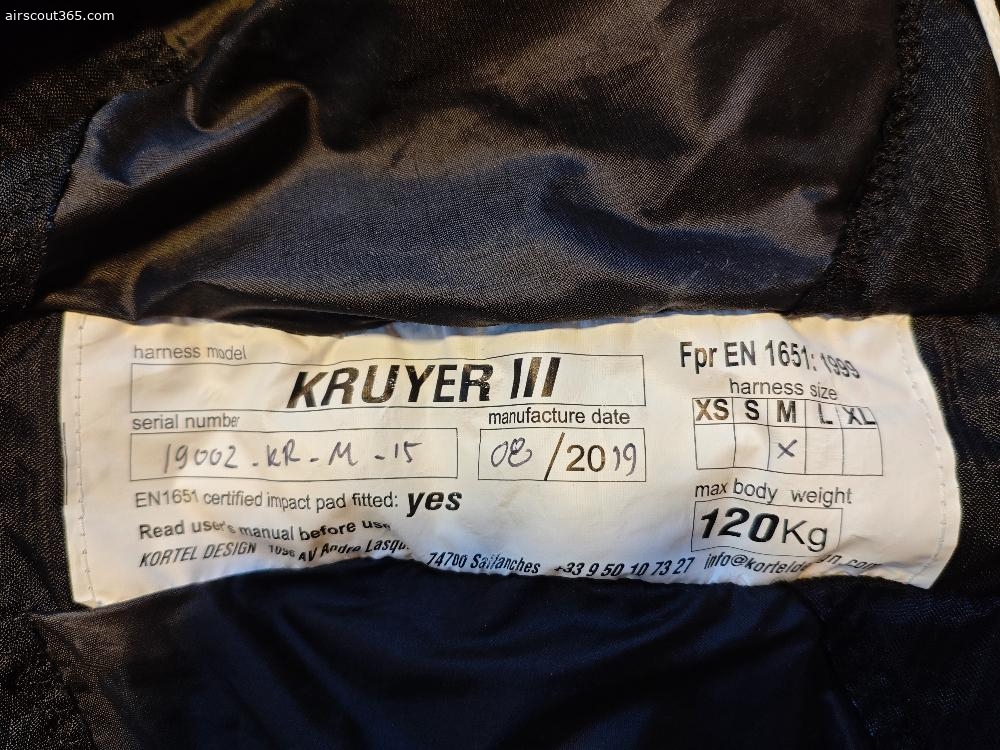 airscout365.com
harness model
KRUYER III
Fpr EN 1651: 1999
serial number
manufacture date
harness size
XS S M L XL
19002-KR-M-15
08/2019
x
EN1651 certified impact pad fitted: yes
max body weight
120Kg
Read user's manual before use
KORTEL DESIGN AV Andre 74700 Sallanches +33 9 50 10 73 27